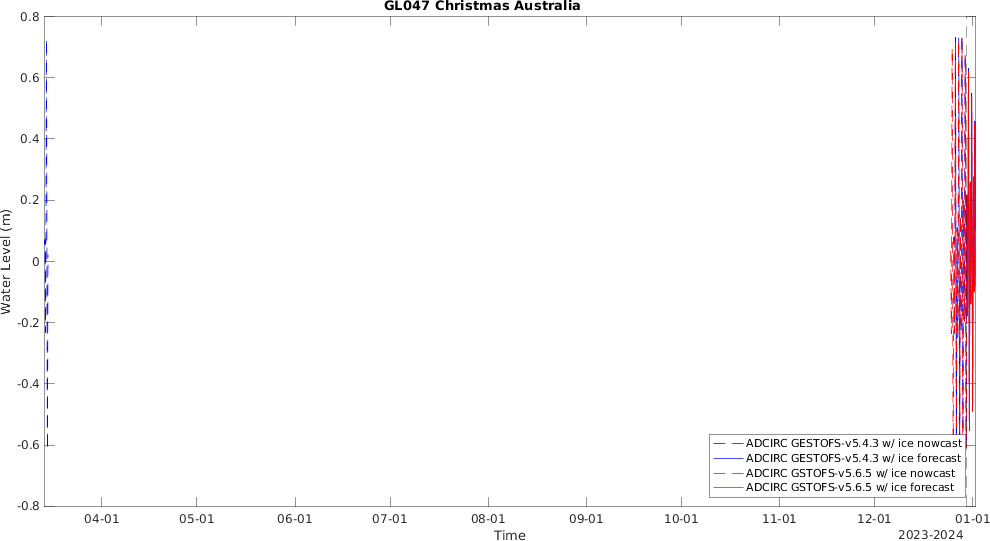 GL047 Christmas Australia
0.8
0.6
0.4
0.2
0
-0.2
-0.4
-0.6
-0.8
Water Level (m)
ADCIRC GESTOFS-v5.4.3 w/ ice nowcast
ADCIRC GESTOFS-v5.4.3 w/ ice forecast
ADCIRC GSTOFS-v5.6.5 w/ ice nowcast
ADCIRC GSTOFS-v5.6.5 w/ ice forecast
04-01 05-01 06-01 07-01 08-01 09-01 10-01 11-01 12-01 01-01
Time
2023-2024